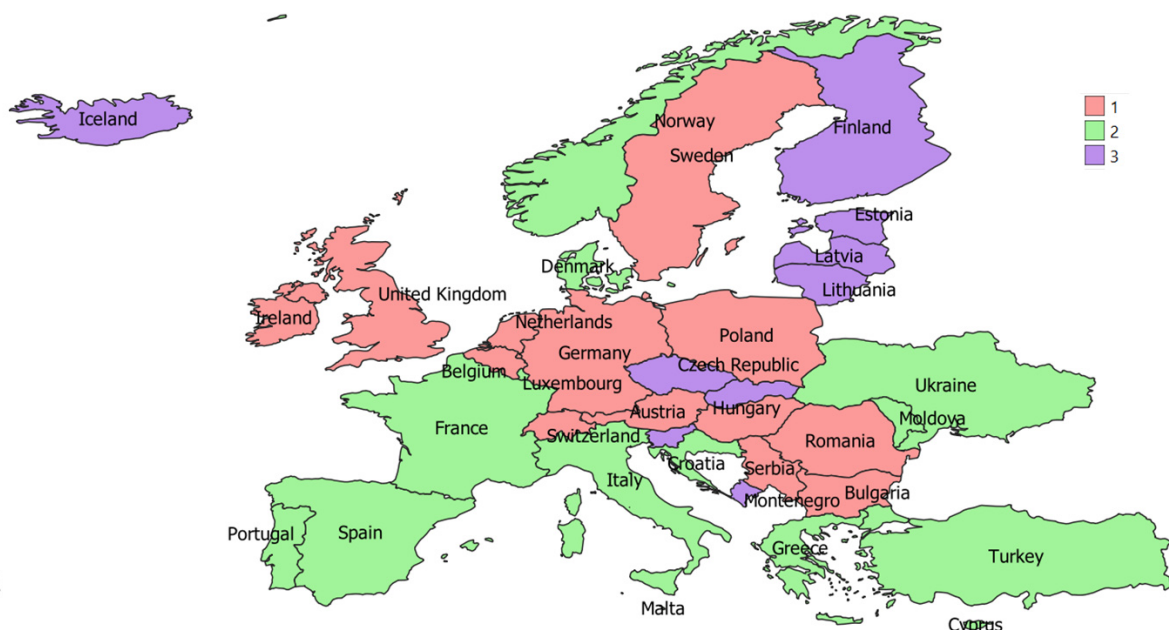 Iceland
1
2
3
Norway
Finland
Sweden
Estonia
Latvia
Denmark
Lithuania
United Kingdom
Ireland
Netherlands
Poland
Germany
Czech Republic
Belgium
Luxembourg
Ukraine
Austria
Hungary
Moldova
France
Switzerland
Romania
Croatia
Serbia
Italy
Montenegro
Bulgaria
Portugal
Spain
Greece
Turkey
Malta
Cyprus